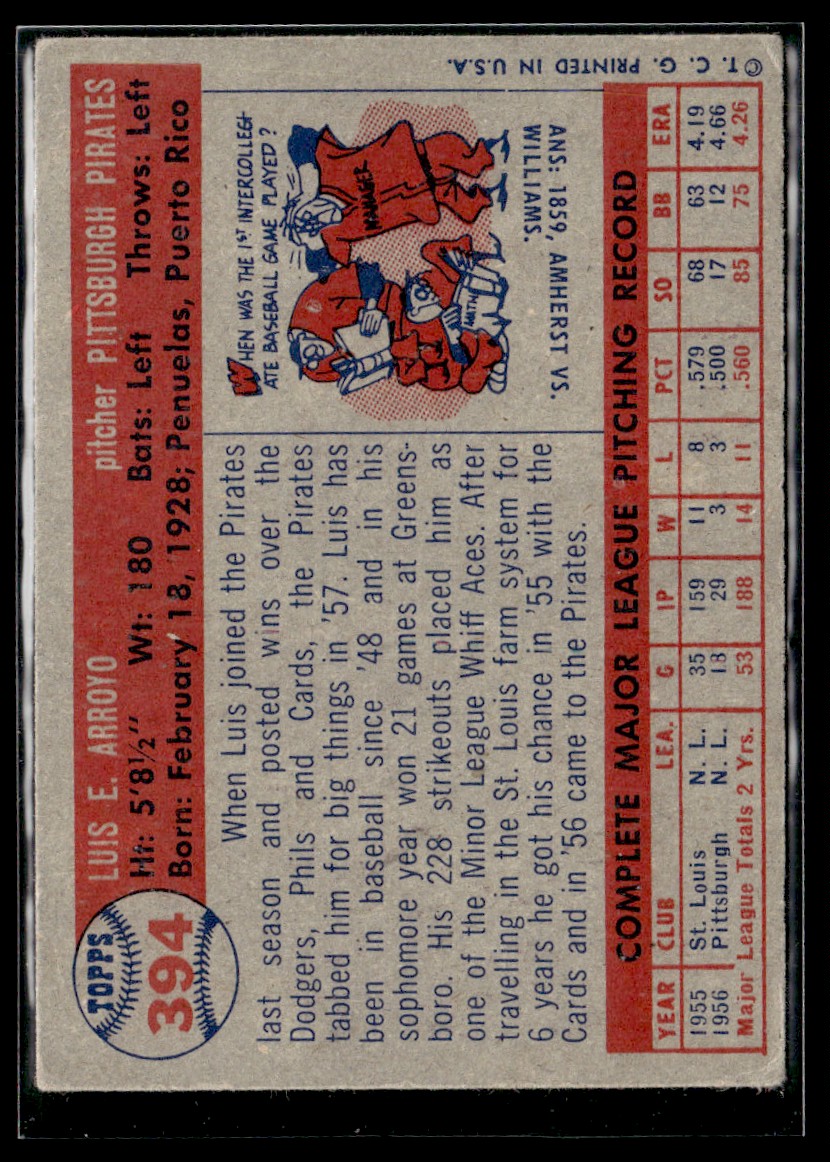 TOPPS
394
LUIS E. ARROYO pitcher PITTSBURGH PIRATES
Ht: 5'8½" Wt: 180 Bats: Left Throws: Left
Born: February 18, 1928; Penuelas, Puerto Rico
When Luis joined the Pirates
last season and posted wins over the
Dodgers, Phils and Cards, the Pirates
tabbed him for big things in '57. Luis has
been in baseball since '48 and in his
sophomore year won 21 games at Greens-
boro. His 228 strikeouts placed him as
one of the Minor League Whiff Aces. After
travelling in the St. Louis farm system for
6 years he got his chance in '55 with the
Cards and in '56 came to the Pirates.
WHEN WAS THE 1ST INTERCOLLEGI-
ATE BASEBALL GAME PLAYED?
MANAGER
MATH
ANS: 1859, AMHERST VS.
WILLIAMS.
COMPLETE MAJOR LEAGUE PITCHING RECORD
YEAR CLUB LEA. G IP W L PCT SO BB ERA
1955 St. Louis N. L. 35 159 11 8 .579 68 63 4.19
1956 Pittsburgh N. L. 18 29 3 3 .500 17 12 4.66
Major League Totals 2 Yrs. 53 188 14 11 .560 85 75 4.26
© T. C. G. PRINTED IN U.S.A.